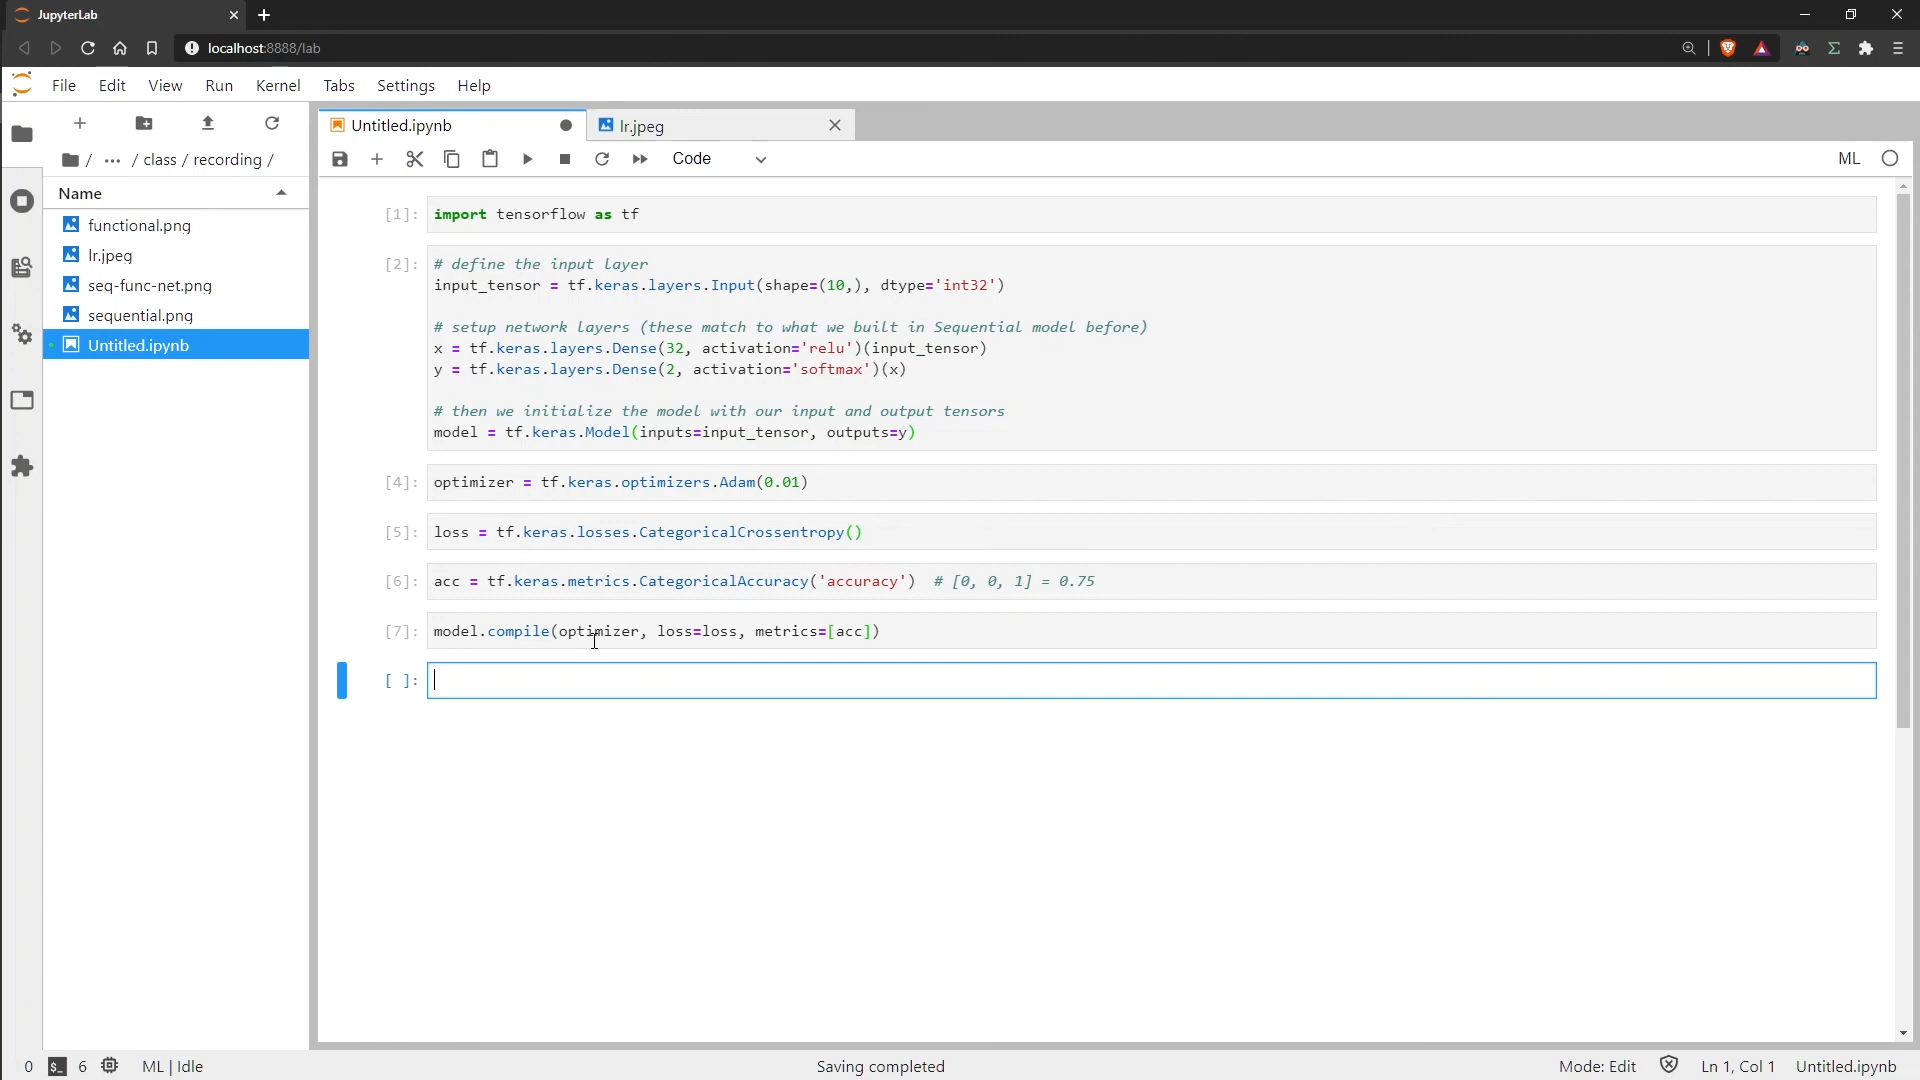 JupyterLab
localhost:8888/lab
File Edit View Run Kernel Tabs Settings Help
Untitled.ipynb lr.jpeg
/ ··· / class / recording /
Code
ML
Name
functional.png
lr.jpeg
seq-func-net.png
sequential.png
Untitled.ipynb
[1]: import tensorflow as tf
[2]: # define the input layer
input_tensor = tf.keras.layers.Input(shape=(10,), dtype='int32')
# setup network layers (these match to what we built in Sequential model before)
x = tf.keras.layers.Dense(32, activation='relu')(input_tensor)
y = tf.keras.layers.Dense(2, activation='softmax')(x)
# then we initialize the model with our input and output tensors
model = tf.keras.Model(inputs=input_tensor, outputs=y)
[4]: optimizer = tf.keras.optimizers.Adam(0.01)
[5]: loss = tf.keras.losses.CategoricalCrossentropy()
[6]: acc = tf.keras.metrics.CategoricalAccuracy('accuracy')  # [0, 0, 1] = 0.75
[7]: model.compile(optimizer, loss=loss, metrics=[acc])
[ ]:
0 $_ 6 ML | Idle Saving completed Mode: Edit Ln 1, Col 1 Untitled.ipynb